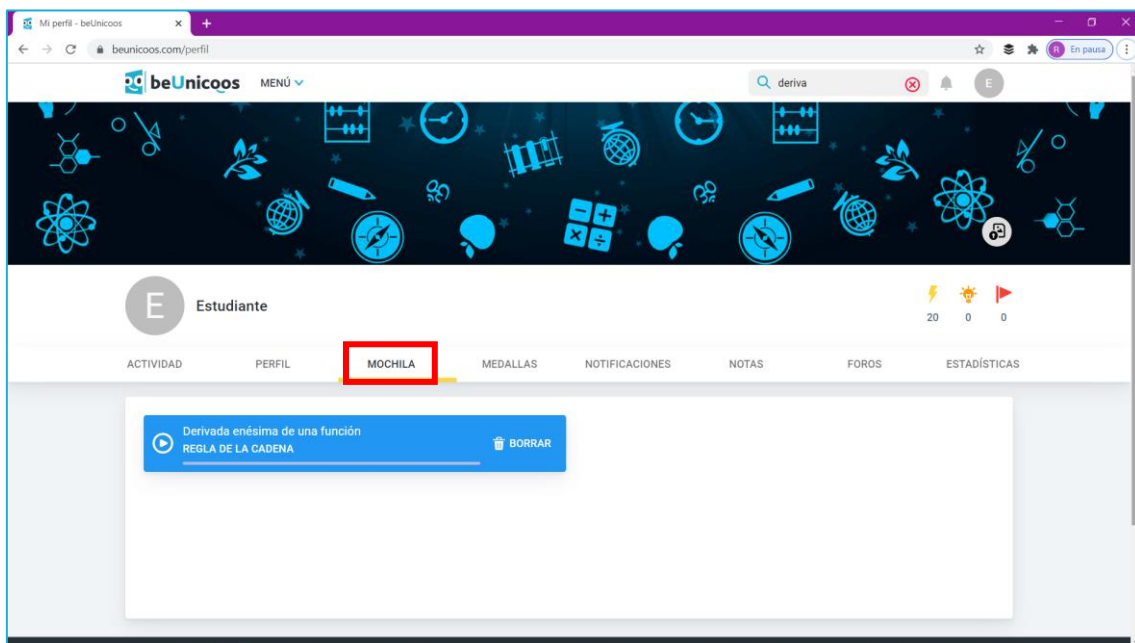 Mi perfil - beUnicoos
beunicoos.com/perfil
R En pausa
beUnicoos MENÚ deriva E
E Estudiante
20 0 0
ACTIVIDAD PERFIL MOCHILA MEDALLAS NOTIFICACIONES NOTAS FOROS ESTADÍSTICAS
Derivada enésima de una función
REGLA DE LA CADENA
BORRAR